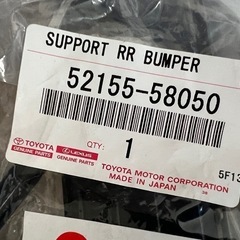 SUPPORT RR BUMPER
52155-58050
TOYOTA
GENUINE PARTS
LEXUS
GENUINE PARTS
QTY:
1
5F13
TOYOTA MOTOR CORPORATION
MADE IN JAPAN